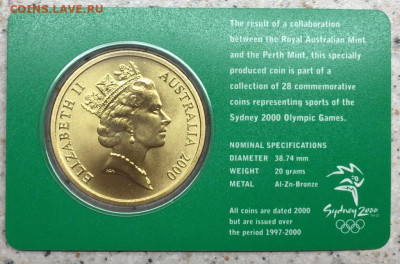 COINS.LAVE.RU
ELIZABETH II AUSTRALIA 2000
The result of a collaboration
between the Royal Australian Mint
and the Perth Mint, this specially
produced coin is part of a
collection of 28 commemorative
coins representing sports of the
Sydney 2000 Olympic Games.
NOMINAL SPECIFICATIONS
DIAMETER 38.74 mm
WEIGHT 20 grams
METAL Al-Zn-Bronze
All coins are dated 2000
but are issued over
the period 1997-2000
Sydney 2000